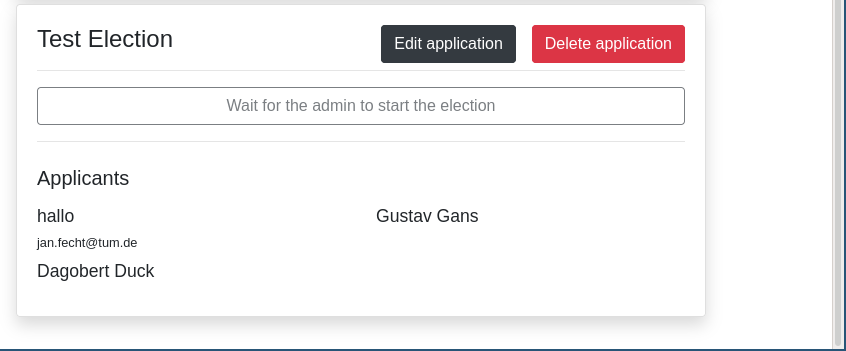 Test Election
Edit application
Delete application
Wait for the admin to start the election
Applicants
hallo
Gustav Gans
jan.fecht@tum.de
Dagobert Duck